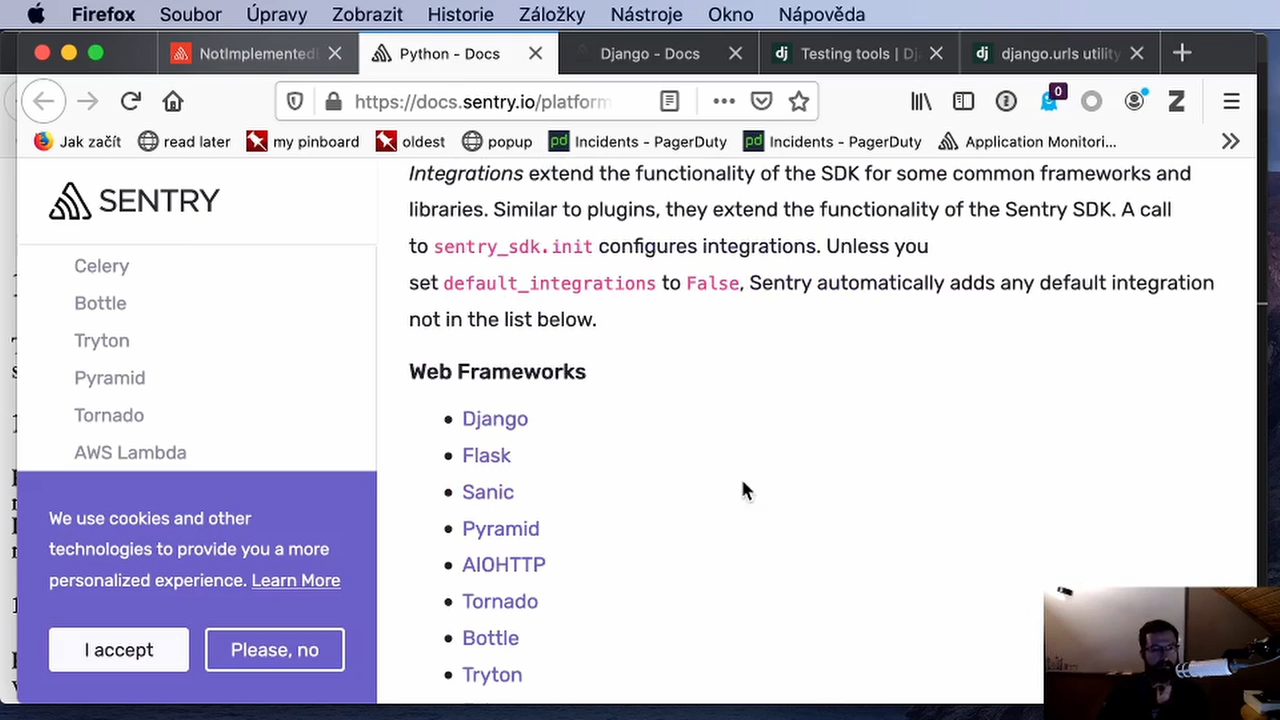 Firefox Soubor Úpravy Zobrazit Historie Záložky Nástroje Okno Nápověda
NotImplementedE Python - Docs Django - Docs Testing tools | Dj django.urls utility
https://docs.sentry.io/platform 0
Jak začít read later my pinboard oldest popup pd Incidents - PagerDuty pd Incidents - PagerDuty Application Monitori...
SENTRY
Celery
Bottle
Tryton
Pyramid
Tornado
AWS Lambda
We use cookies and other
technologies to provide you a more
personalized experience. Learn More
I accept Please, no
Integrations extend the functionality of the SDK for some common frameworks and
libraries. Similar to plugins, they extend the functionality of the Sentry SDK. A call
to sentry_sdk.init configures integrations. Unless you
set default_integrations to False, Sentry automatically adds any default integration
not in the list below.
Web Frameworks
• Django
• Flask
• Sanic
• Pyramid
• AIOHTTP
• Tornado
• Bottle
• Tryton